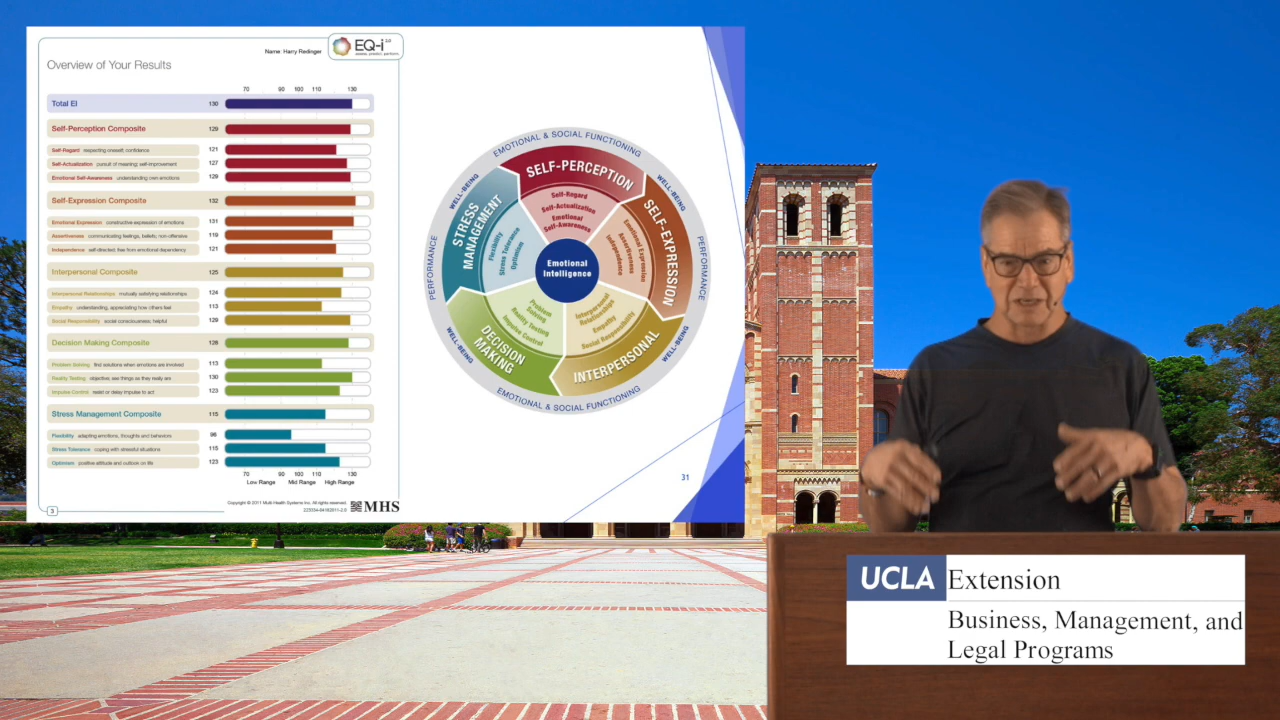 Name: Harry Redinger
EQ-i 2.0
Overview of Your Results
70 90 100 110 130
Total EI 130
Self-Perception Composite 129
Self-Regard respecting oneself; confidence 121
Self-Actualization pursuit of meaning; self-improvement 127
Emotional Self-Awareness understanding own emotions 129
Self-Expression Composite 132
Emotional Expression constructive expression of emotions 131
Assertiveness communicating feelings, beliefs; non-offensive 119
Independence self-directed; free from emotional dependency 121
Interpersonal Composite 125
Interpersonal Relationships mutually satisfying relationships 124
Empathy understanding, appreciating how others feel 113
Social Responsibility social consciousness; helpful 129
Decision Making Composite 128
Problem Solving find solutions when emotions are involved 113
Reality Testing objective; see things as they really are 130
Impulse Control resist or delay impulse to act 123
Stress Management Composite 115
Flexibility adapting emotions, thoughts and behaviors 96
Stress Tolerance coping with stressful situations 115
Optimism positive attitude and outlook on life 123
70 90 100 110 130
Low Range Mid Range High Range
Copyright © 2011 Multi-Health Systems Inc. All rights reserved.
MHS
3
EMOTIONAL & SOCIAL FUNCTIONING
WELL-BEING
WELL-BEING
SELF-PERCEPTION
Self-Regard
Self-Actualization
Emotional
Self-Awareness
STRESS
MANAGEMENT
Flexibility
Stress Tolerance
Optimism
SELF-EXPRESSION
Emotional Expression
Assertiveness
Independence
PERFORMANCE
PERFORMANCE
Emotional
Intelligence
DECISION
MAKING
Problem
Solving
Reality Testing
Impulse Control
INTERPERSONAL
Interpersonal
Relationships
Empathy
Social Responsibility
WELL-BEING
WELL-BEING
EMOTIONAL & SOCIAL FUNCTIONING
31
UCLA Extension
Business, Management, and
Legal Programs